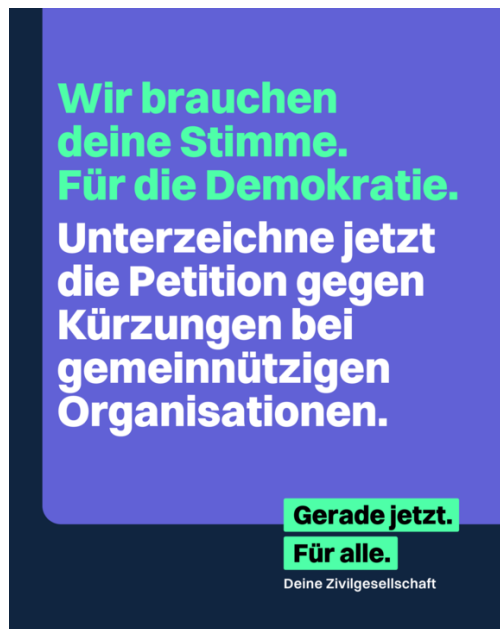 Wir brauchen
deine Stimme.
Für die Demokratie.
Unterzeichne jetzt
die Petition gegen
Kürzungen bei
gemeinnützigen
Organisationen.
Gerade jetzt.
Für alle.
Deine Zivilgesellschaft